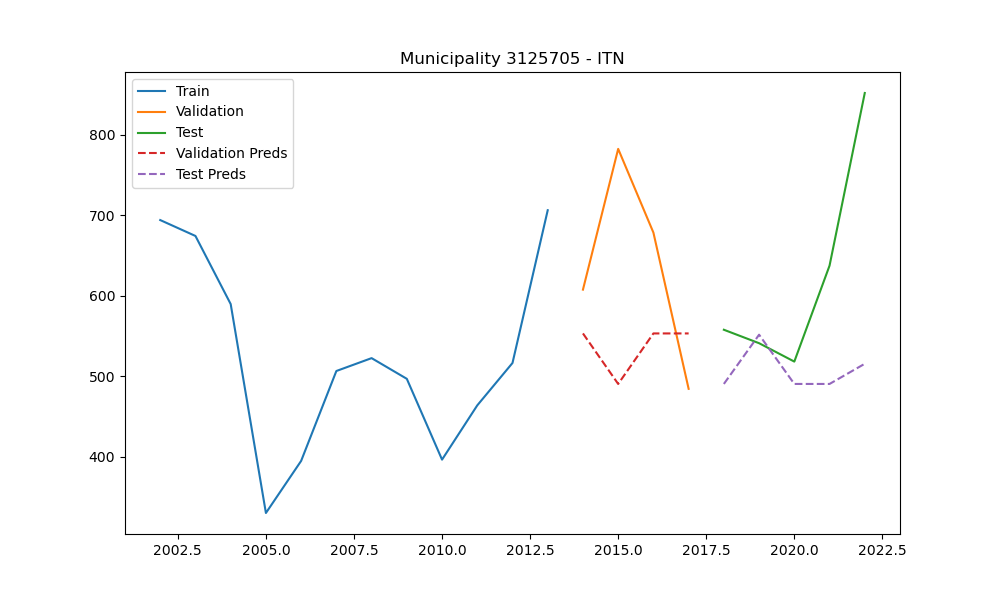 Municipality 3125705 - ITN
Train
Validation
Test
Validation Preds
Test Preds
800
700
600
500
400
2002.5 2005.0 2007.5 2010.0 2012.5 2015.0 2017.5 2020.0 2022.5